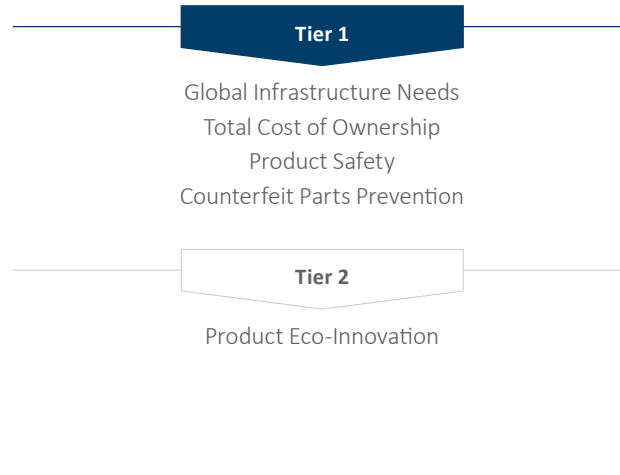 Tier 1
Global Infrastructure Needs
Total Cost of Ownership
Product Safety
Counterfeit Parts Prevention
Tier 2
Product Eco-Innovation